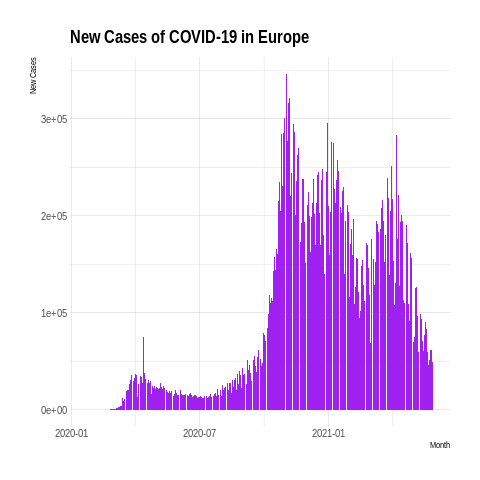 New Cases of COVID-19 in Europe
New Cases
3e+05
2e+05
1e+05
0e+00
2020-01
2020-07
2021-01
Month